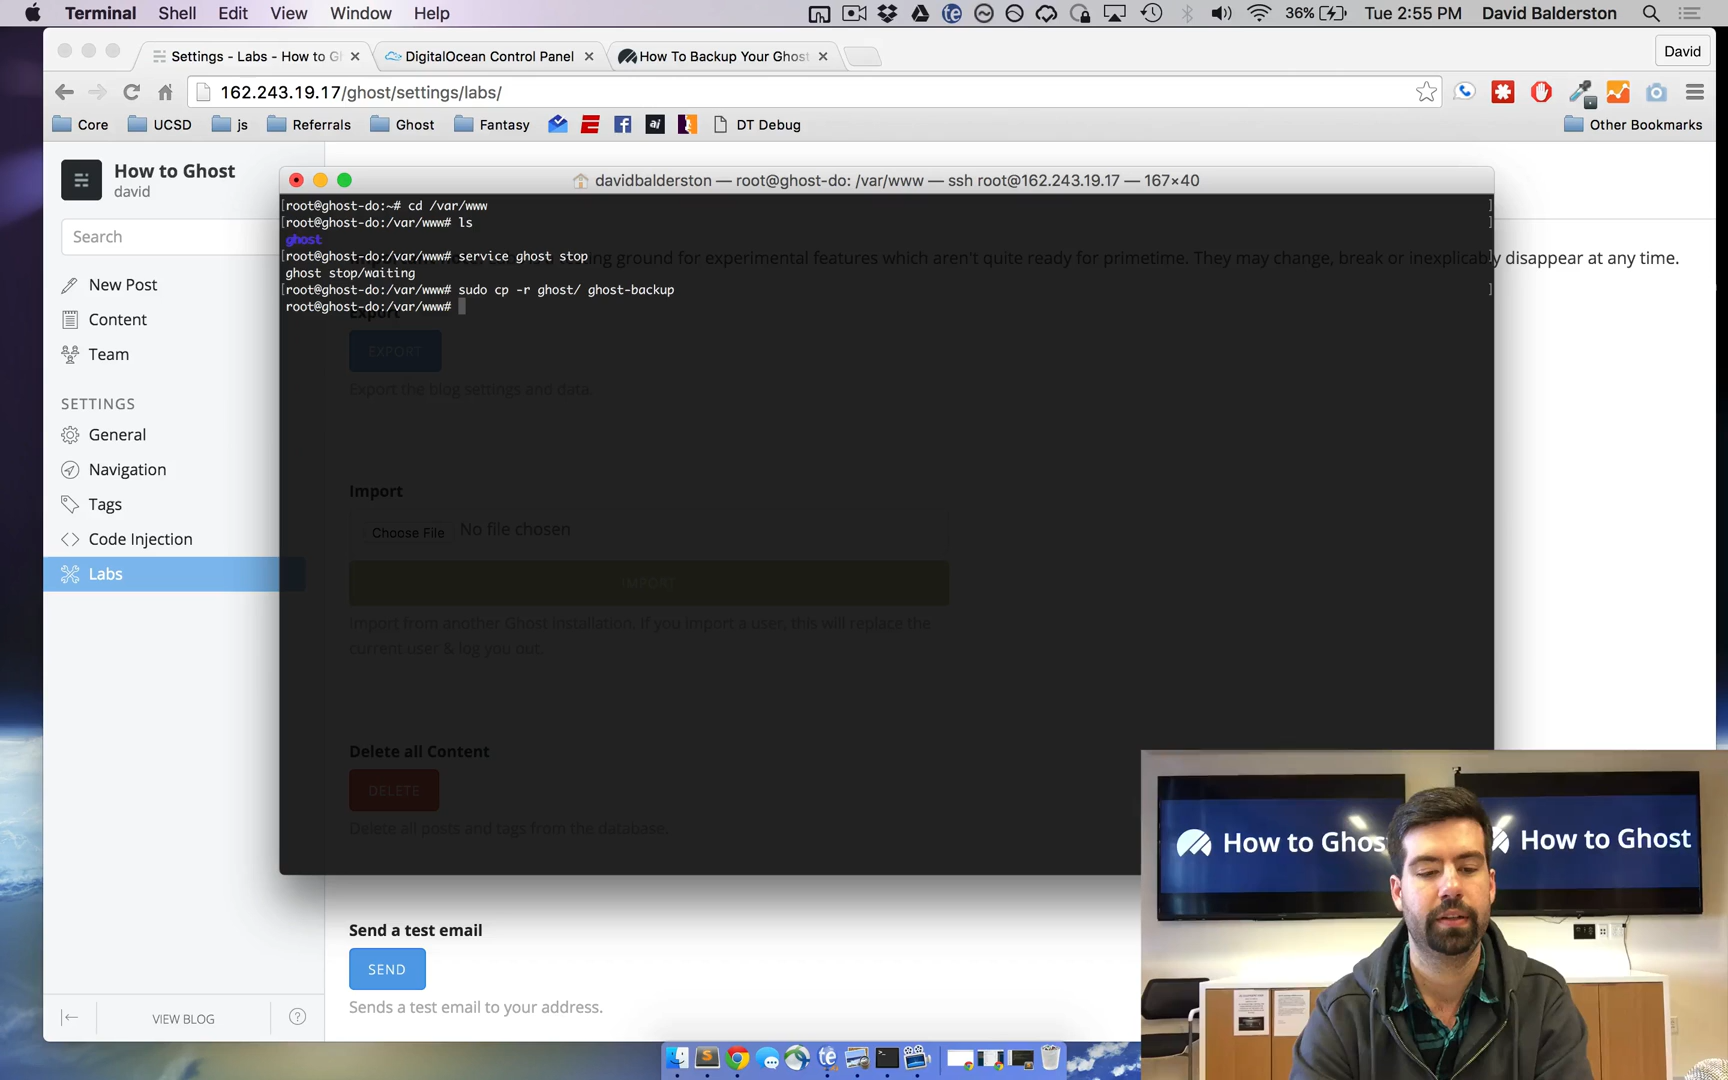 Terminal Shell Edit View Window Help 36% Tue 2:55 PM David Balderston
Settings - Labs - How to G DigitalOcean Control Panel How To Backup Your Ghost David
162.243.19.17/ghost/settings/labs/
Core UCSD js Referrals Ghost Fantasy DT Debug Other Bookmarks
How to Ghost
david
Search
New Post
Content
Team
SETTINGS
General
Navigation
Tags
Code Injection
Labs
VIEW BLOG
davidbalderston — root@ghost-do: /var/www — ssh root@162.243.19.17 — 167×40
[root@ghost-do:~# cd /var/www ]
[root@ghost-do:/var/www# ls ]
ghost
[root@ghost-do:/var/www# service ghost stop ]
ghost stop/waiting
[root@ghost-do:/var/www# sudo cp -r ghost/ ghost-backup ]
root@ghost-do:/var/www#
ing ground for experimental features which aren't quite ready for primetime. They may change, break or inexplicably disappear at any time.
Export
EXPORT
Export the blog settings and data.
Import
Choose File No file chosen
IMPORT
Import from another Ghost installation. If you import a user, this will replace the
current user & log you out.
Delete all Content
DELETE
Delete all posts and tags from the database.
Send a test email
SEND
Sends a test email to your address.
How to Ghos How to Ghost